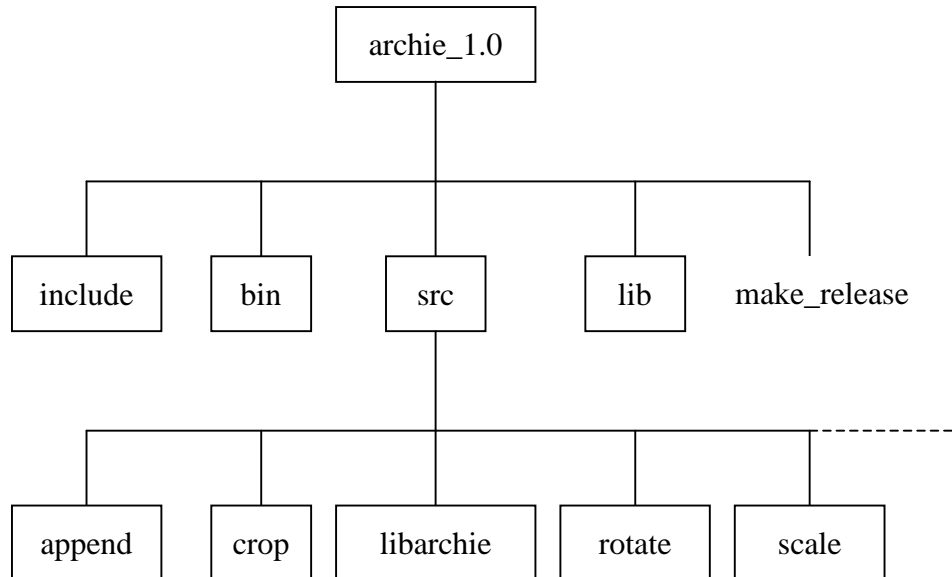 archie_1.0
include
bin
src
lib
make_release
append
crop
libarchie
rotate
scale